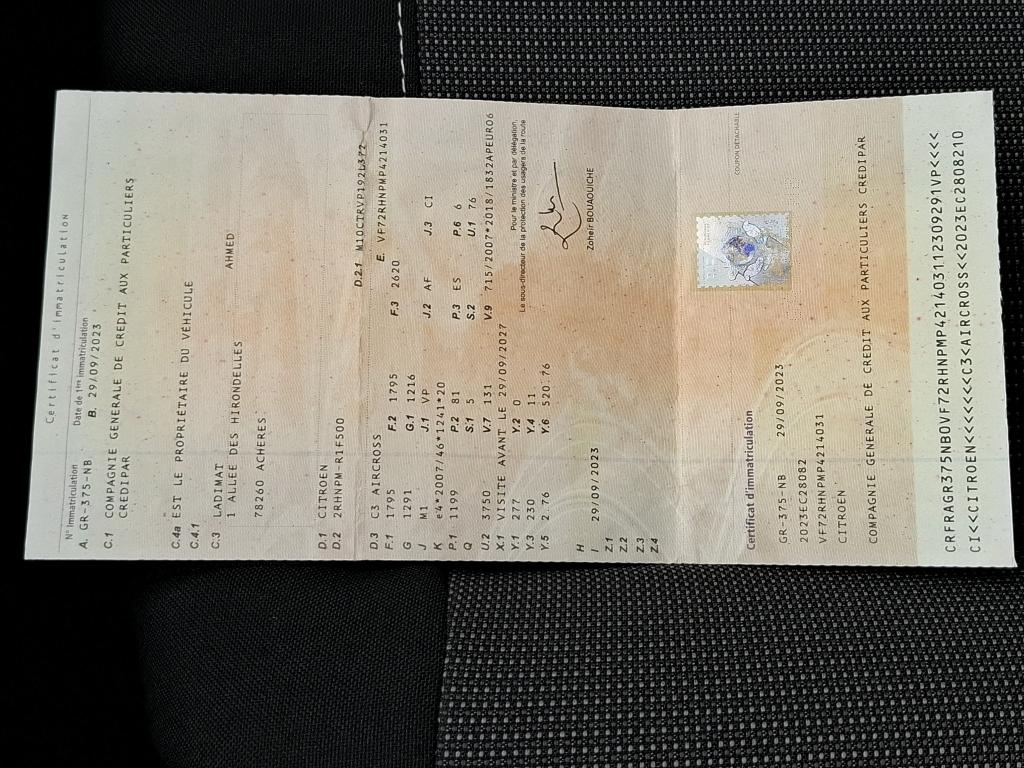 Certificat d'Immatriculation
N° Immatriculation Date de 1ère immatriculation
A. GR-375-NB B. 29/09/2023
C.1 COMPAGNIE GENERALE DE CREDIT AUX PARTICULIERS
CREDIPAR
C.4a EST LE PROPRIÉTAIRE DU VÉHICULE
C.4.1
C.3 LADIMAT AHMED
1 ALLEE DES HIRONDELLES
78260 ACHERES
D.1 CITROEN
D.2 2RHNPM-R1F500
D.2.1 M10CTRVP192L372
D.3 C3 AIRCROSS E. VF72RHNPMP4214031
F.1 1795 F.2 1795 F.3 2620
G 1291 G.1 1216
J M1 J.1 VP J.2 AF J.3 CI
K e4*2007/46*1241*20
P.1 1199 P.2 81 P.3 ES P.6 6
Q S.1 5 S.2 U.1 76
U.2 3750 V.7 131 V.9 715/2007*2018/1832APEURO6
X.1 VISITE AVANT LE 29/09/2027
Y.1 277 Y.2 0
Y.3 230 Y.4 11
Y.5 2.76 Y.6 520.76
Pour le ministre et par délégation,
Le sous-directeur de la protection des usagers de la route
Zoheir BOUAOUICHE
H
I 29/09/2023
Z.1
Z.2
Z.3
Z.4
COUPON DÉTACHABLE
Certificat d'immatriculation
GR-375-NB 29/09/2023
2023EC28082
VF72RHNPMP4214031
CITROEN
COMPAGNIE GENERALE DE CREDIT AUX PARTICULIERS CREDIPAR
CRFRAGR375NB0VF72RHNPMP421403112309291VP<<<<
CI<<CITROEN<<<<<<C3<AIRCROSS<<2023EC2808210